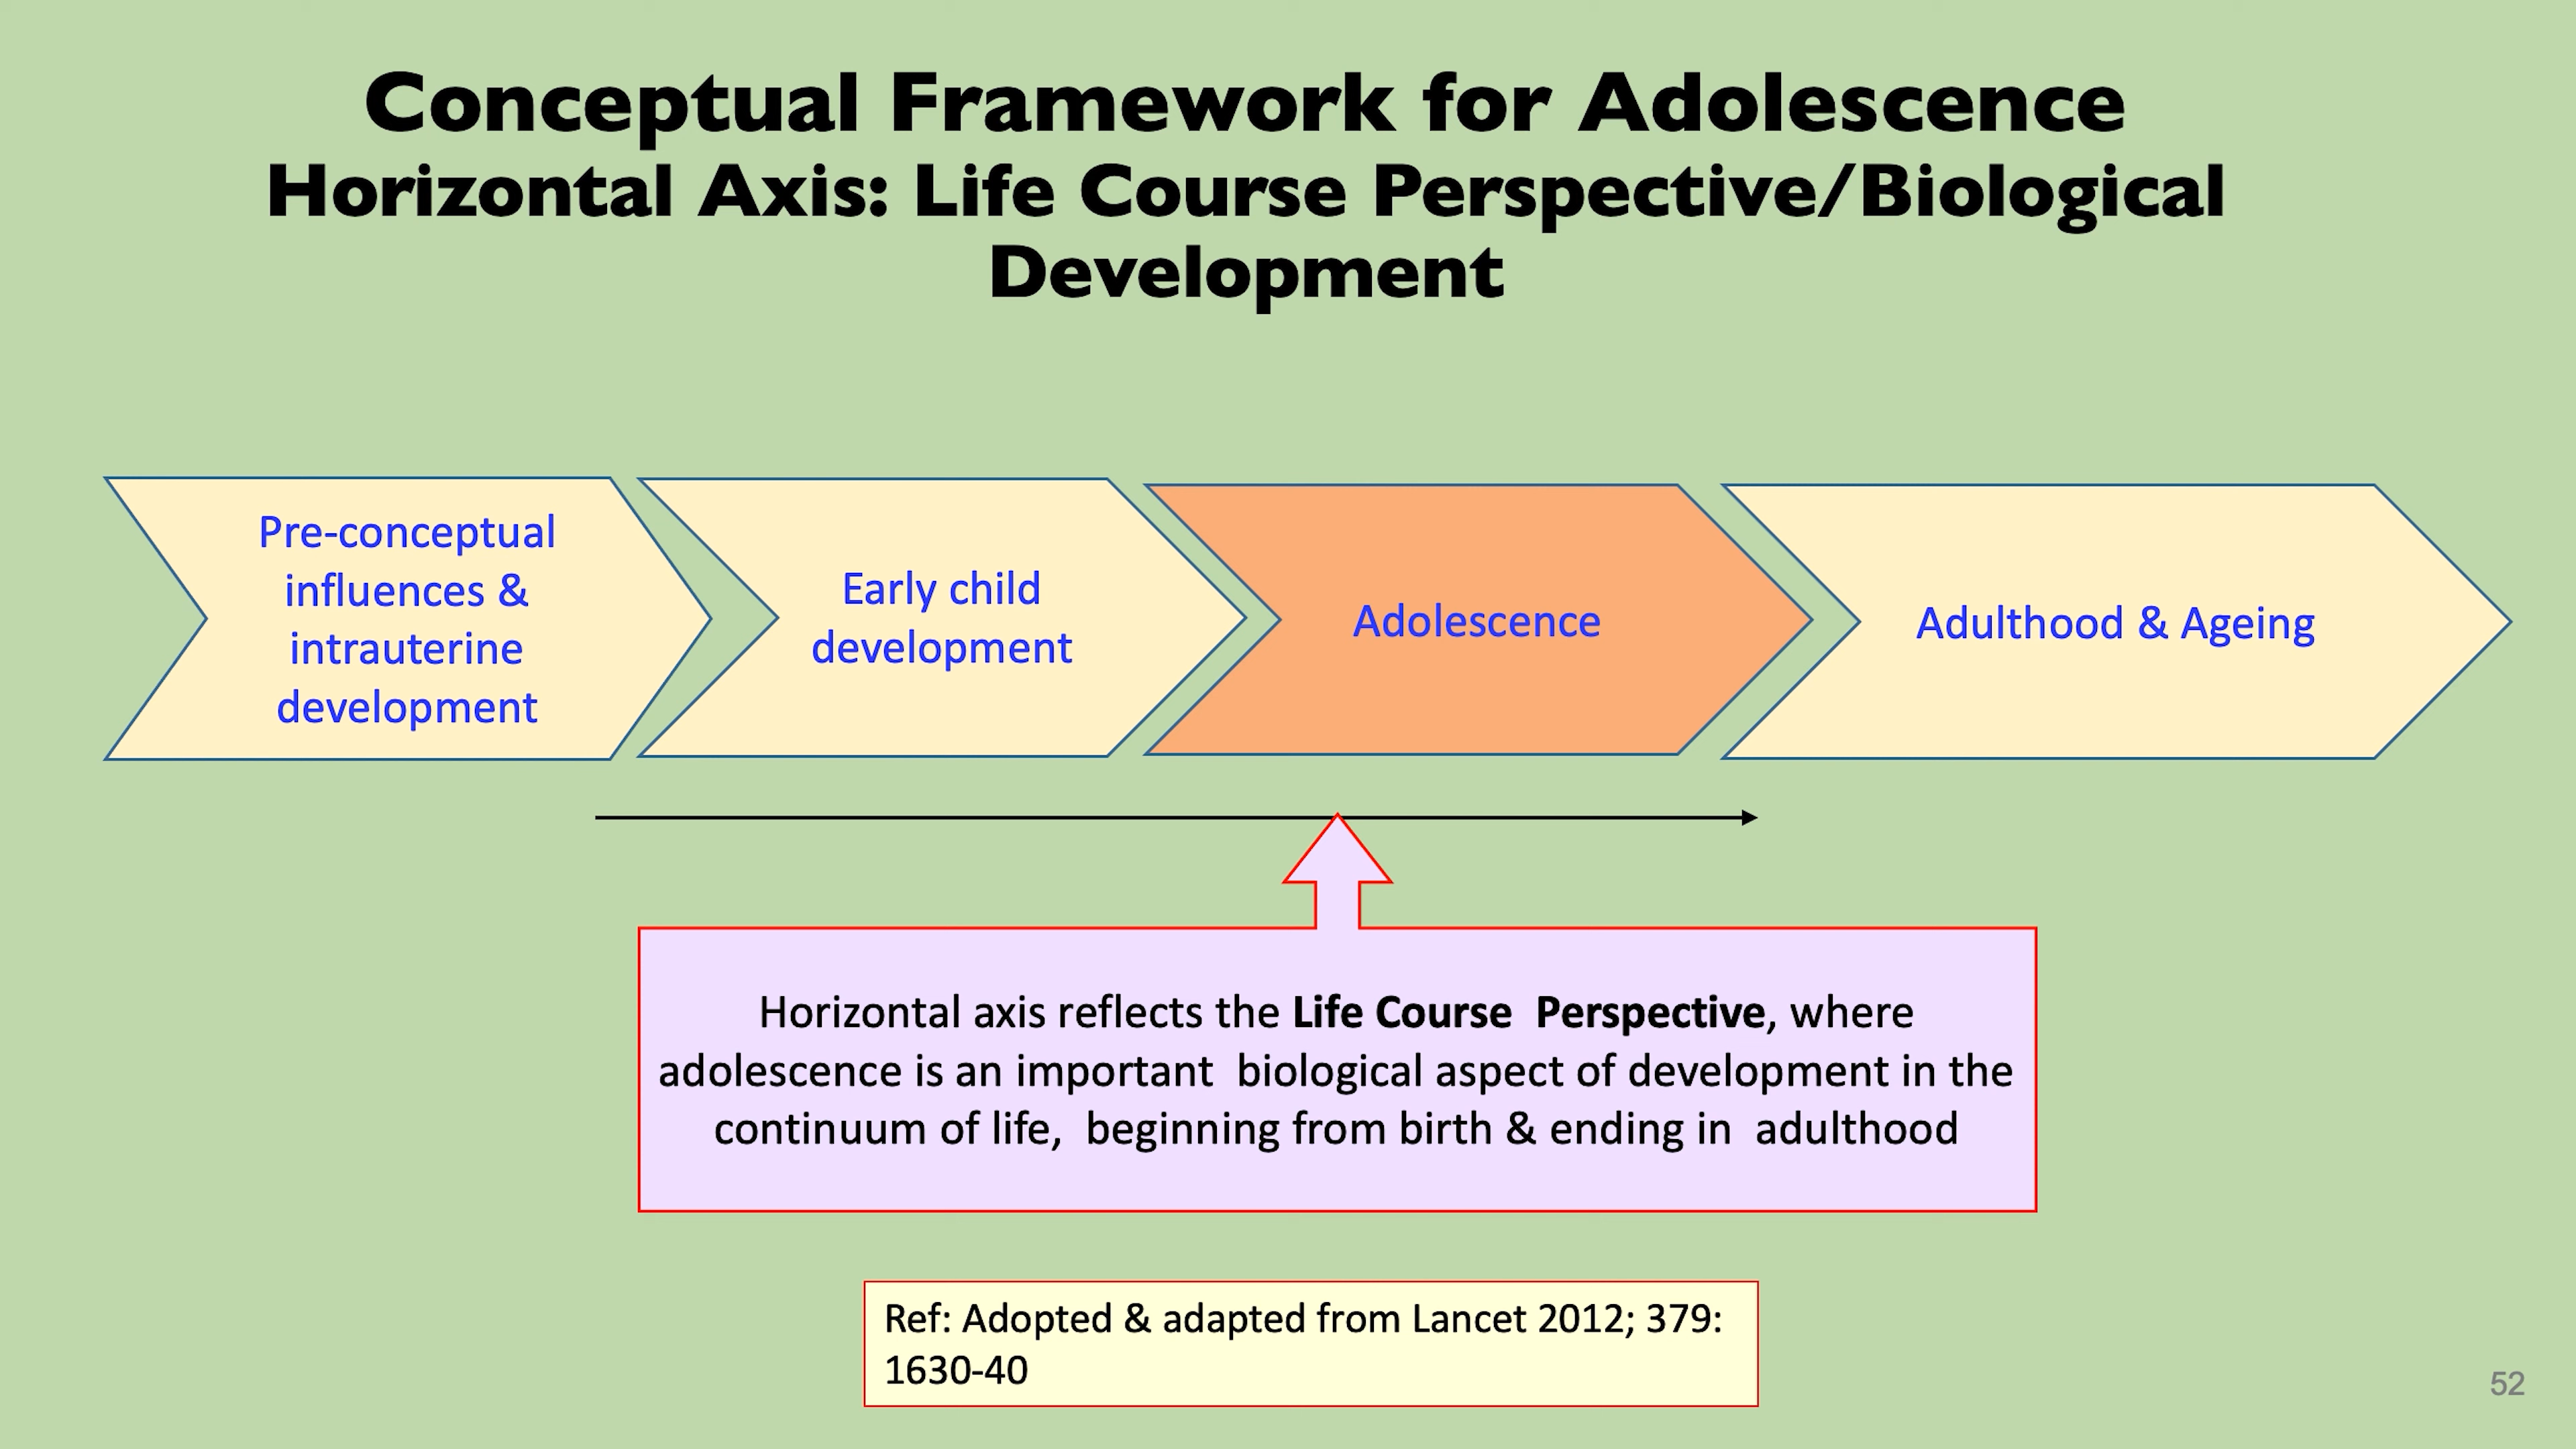 Conceptual Framework for Adolescence
Horizontal Axis: Life Course Perspective/Biological
Development
Pre-conceptual
influences &
intrauterine
development
Early child
development
Adolescence
Adulthood & Ageing
Horizontal axis reflects the Life Course  Perspective, where
adolescence is an important  biological aspect of development in the
continuum of life,  beginning from birth & ending in  adulthood
Ref: Adopted & adapted from Lancet 2012; 379:
1630-40
52